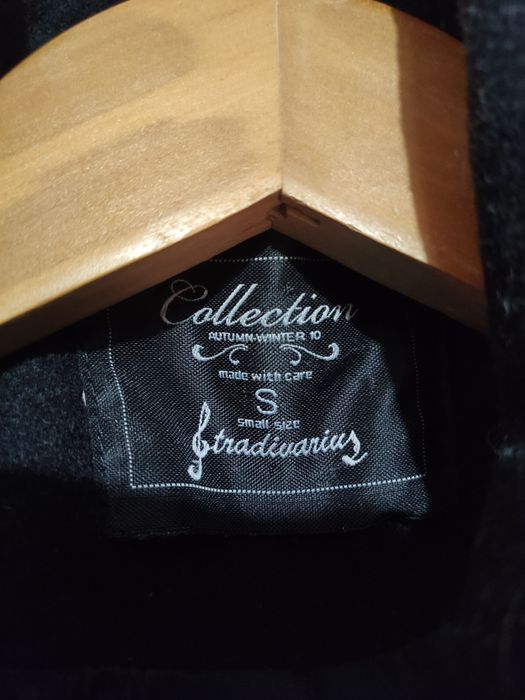 Collection
AUTUMN-WINTER 10
made with care
S
small size
Stradivarius